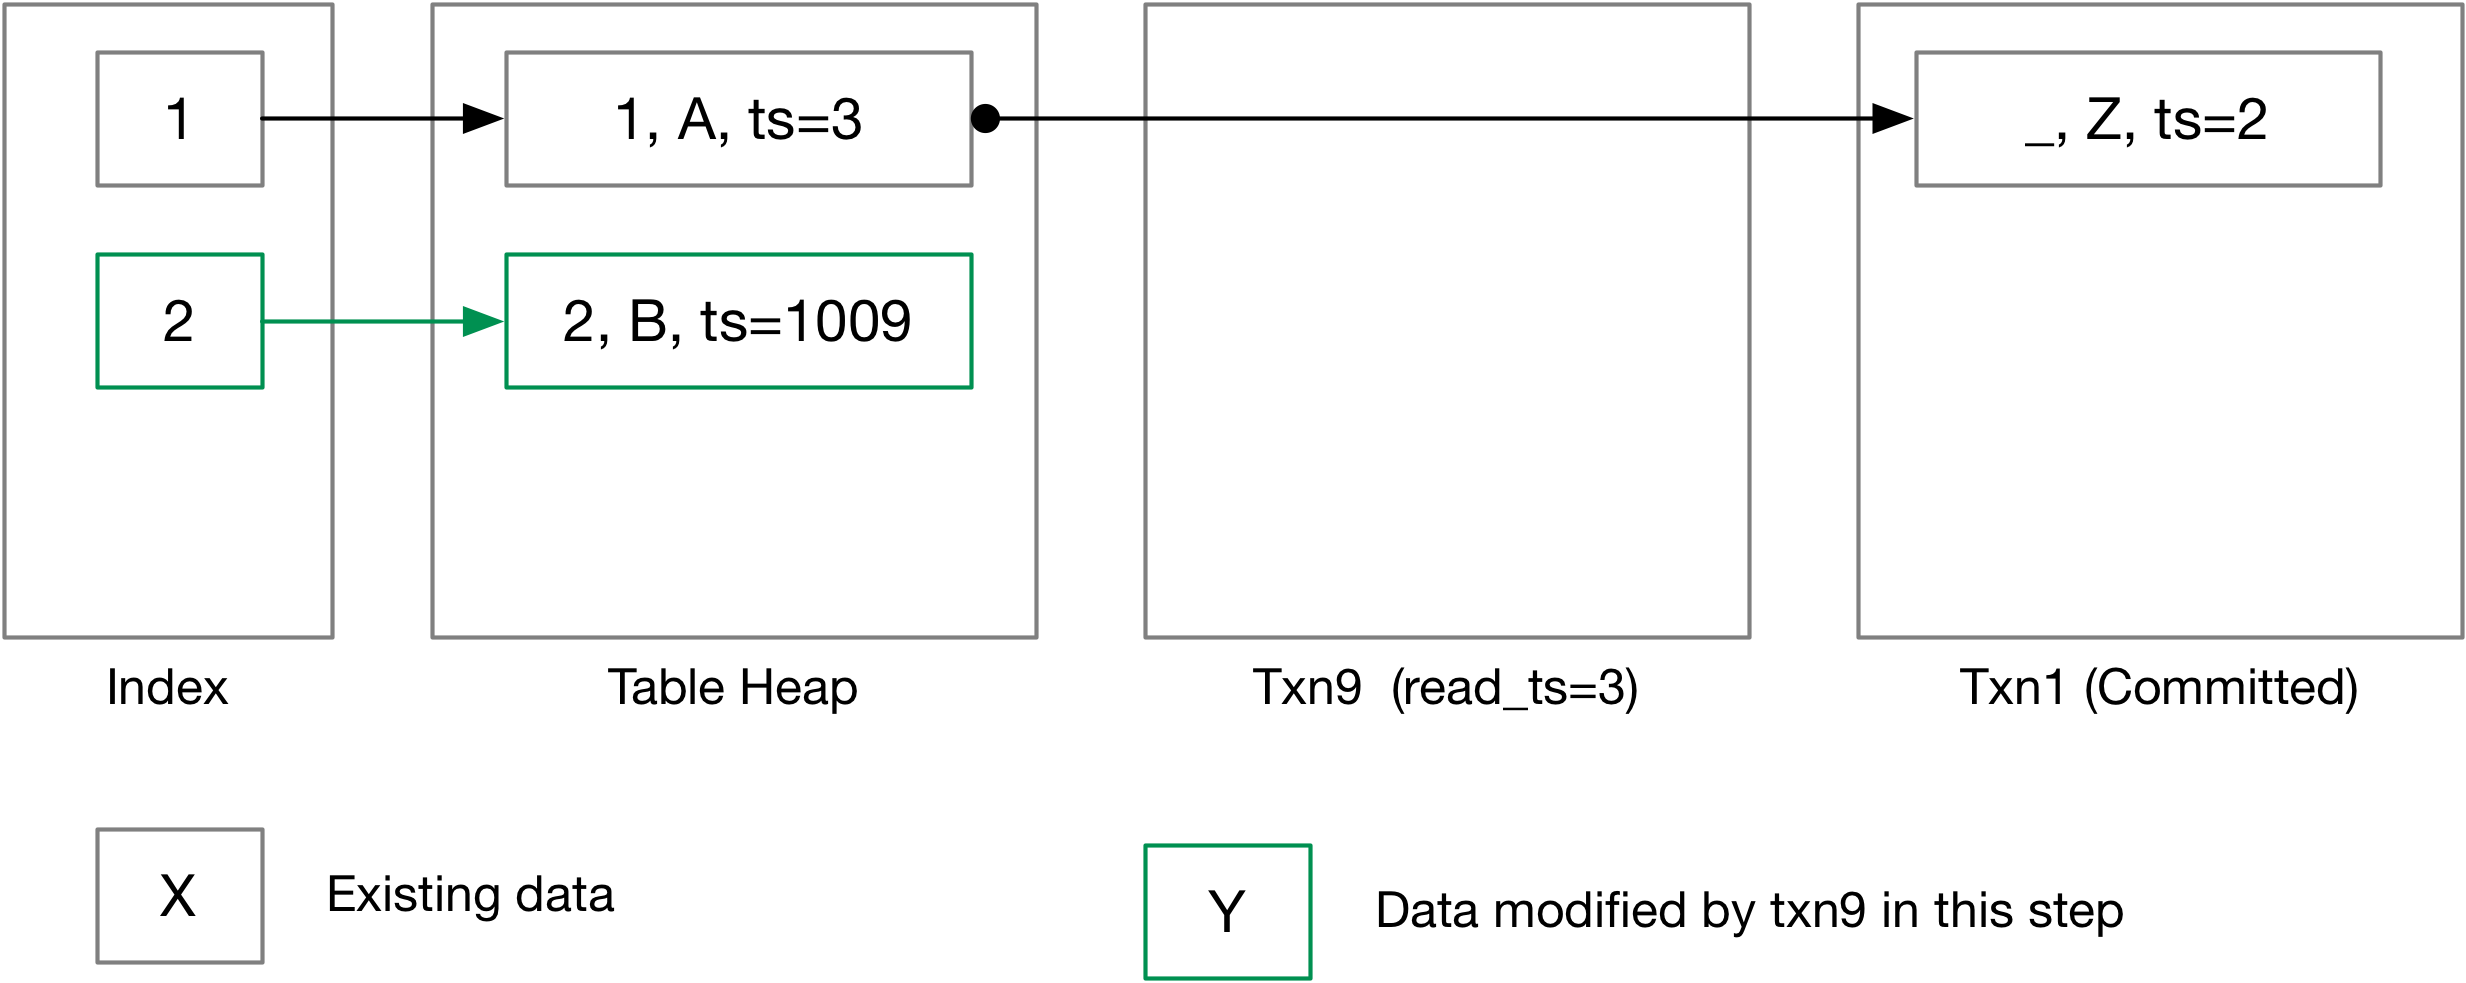 1
1, A, ts=3
_, Z, ts=2
2
2, B, ts=1009
Index
Table Heap
Txn9 (read_ts=3)
Txn1 (Committed)
X
Existing data
Y
Data modified by txn9 in this step